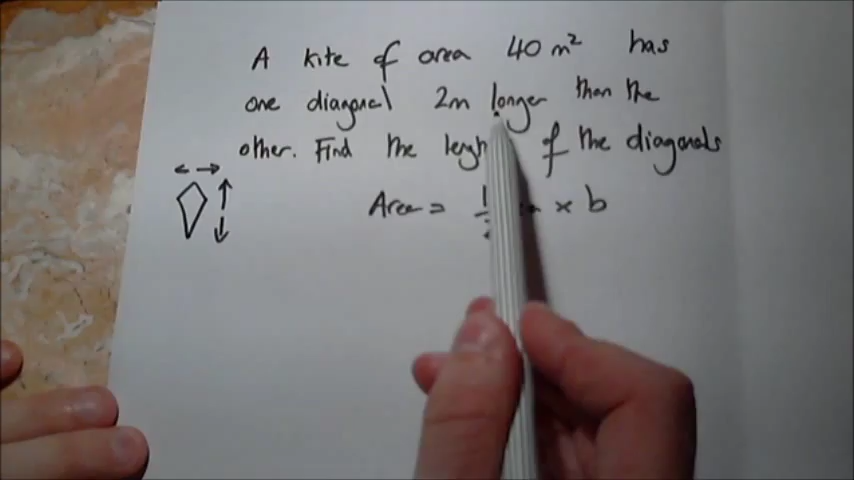 A kite of area 40 m²  has
one diagonal 2m longer than the
other. Find the of the diagonals
Area = × b